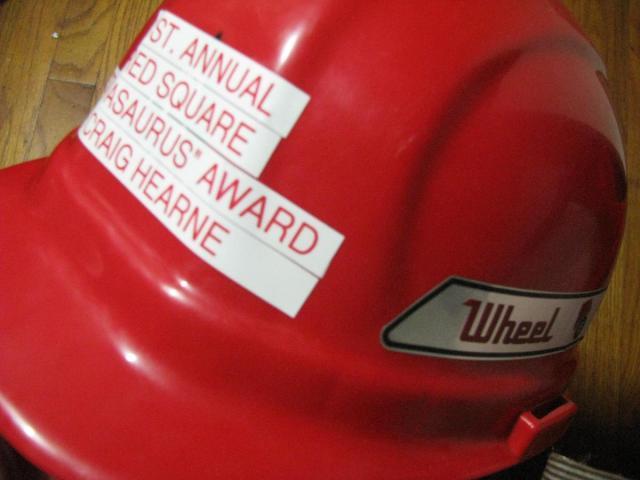 ST. ANNUAL
ED SQUARE
ASAURUS" AWARD
CRAIG HEARNE
Wheel